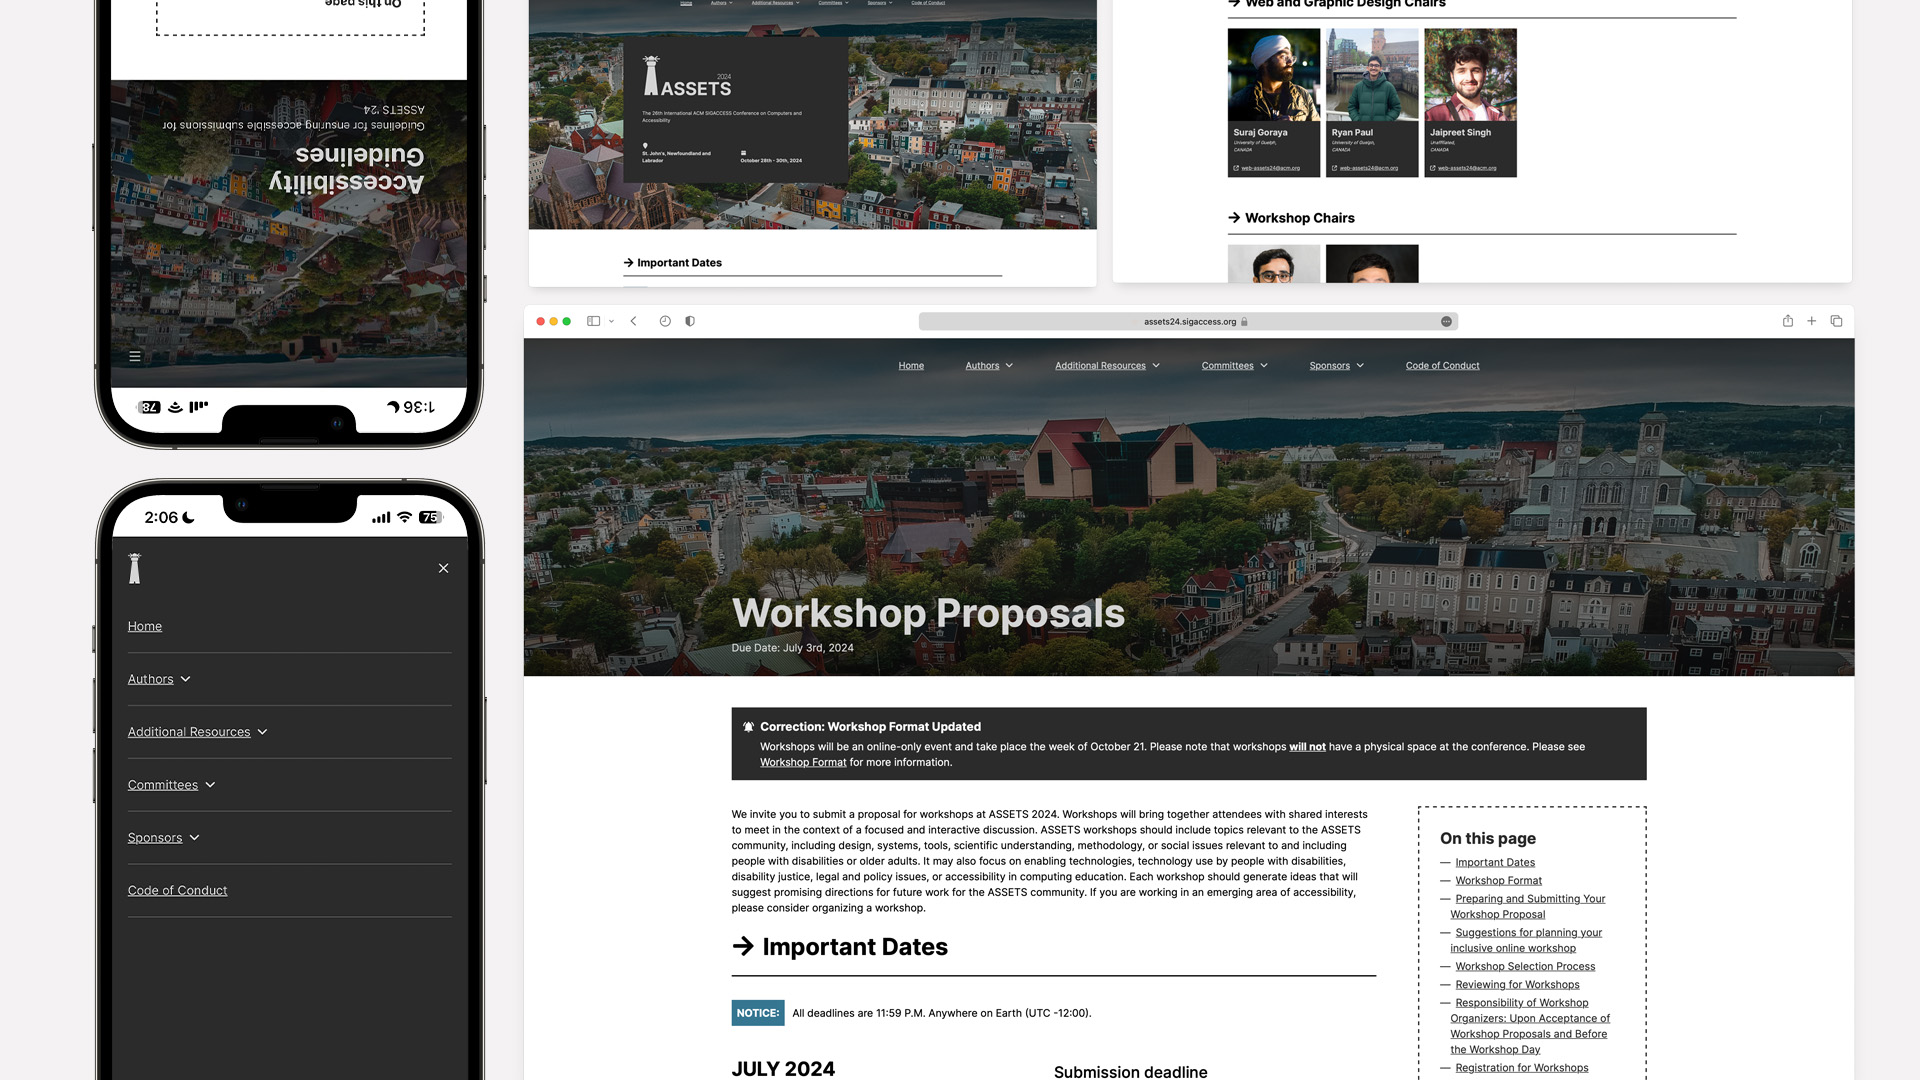 On this page
ASSETS '24
Guidelines for ensuring accessible submissions for
Guidelines
Accessibility
78
1:36
2:06
75
Home
Authors
Additional Resources
Committees
Sponsors
Code of Conduct
Home
Authors
Additional Resources
Committees
Sponsors
Code of Conduct
2024
ASSETS
The 26th International ACM SIGACCESS Conference on Computers and
Accessibility
St. John's, Newfoundland and
Labrador
October 28th - 30th, 2024
→ Important Dates
→ Web and Graphic Design Chairs
Suraj Goraya
University of Guelph,
CANADA
web-assets24@acm.org
Ryan Paul
University of Guelph,
CANADA
web-assets24@acm.org
Jaipreet Singh
Unaffiliated,
CANADA
web-assets24@acm.org
→ Workshop Chairs
assets24.sigaccess.org
Home
Authors
Additional Resources
Committees
Sponsors
Code of Conduct
Workshop Proposals
Due Date: July 3rd, 2024
Correction: Workshop Format Updated
Workshops will be an online-only event and take place the week of October 21. Please note that workshops will not have a physical space at the conference. Please see
Workshop Format for more information.
We invite you to submit a proposal for workshops at ASSETS 2024. Workshops will bring together attendees with shared interests
to meet in the context of a focused and interactive discussion. ASSETS workshops should include topics relevant to the ASSETS
community, including design, systems, tools, scientific understanding, methodology, or social issues relevant to and including
people with disabilities or older adults. It may also focus on enabling technologies, technology use by people with disabilities,
disability justice, legal and policy issues, or accessibility in computing education. Each workshop should generate ideas that will
suggest promising directions for future work for the ASSETS community. If you are working in an emerging area of accessibility,
please consider organizing a workshop.
→ Important Dates
NOTICE: All deadlines are 11:59 P.M. Anywhere on Earth (UTC -12:00).
JULY 2024
Submission deadline
On this page
— Important Dates
— Workshop Format
— Preparing and Submitting Your
Workshop Proposal
— Suggestions for planning your
inclusive online workshop
— Workshop Selection Process
— Reviewing for Workshops
— Responsibility of Workshop
Organizers: Upon Acceptance of
Workshop Proposals and Before
the Workshop Day
— Registration for Workshops